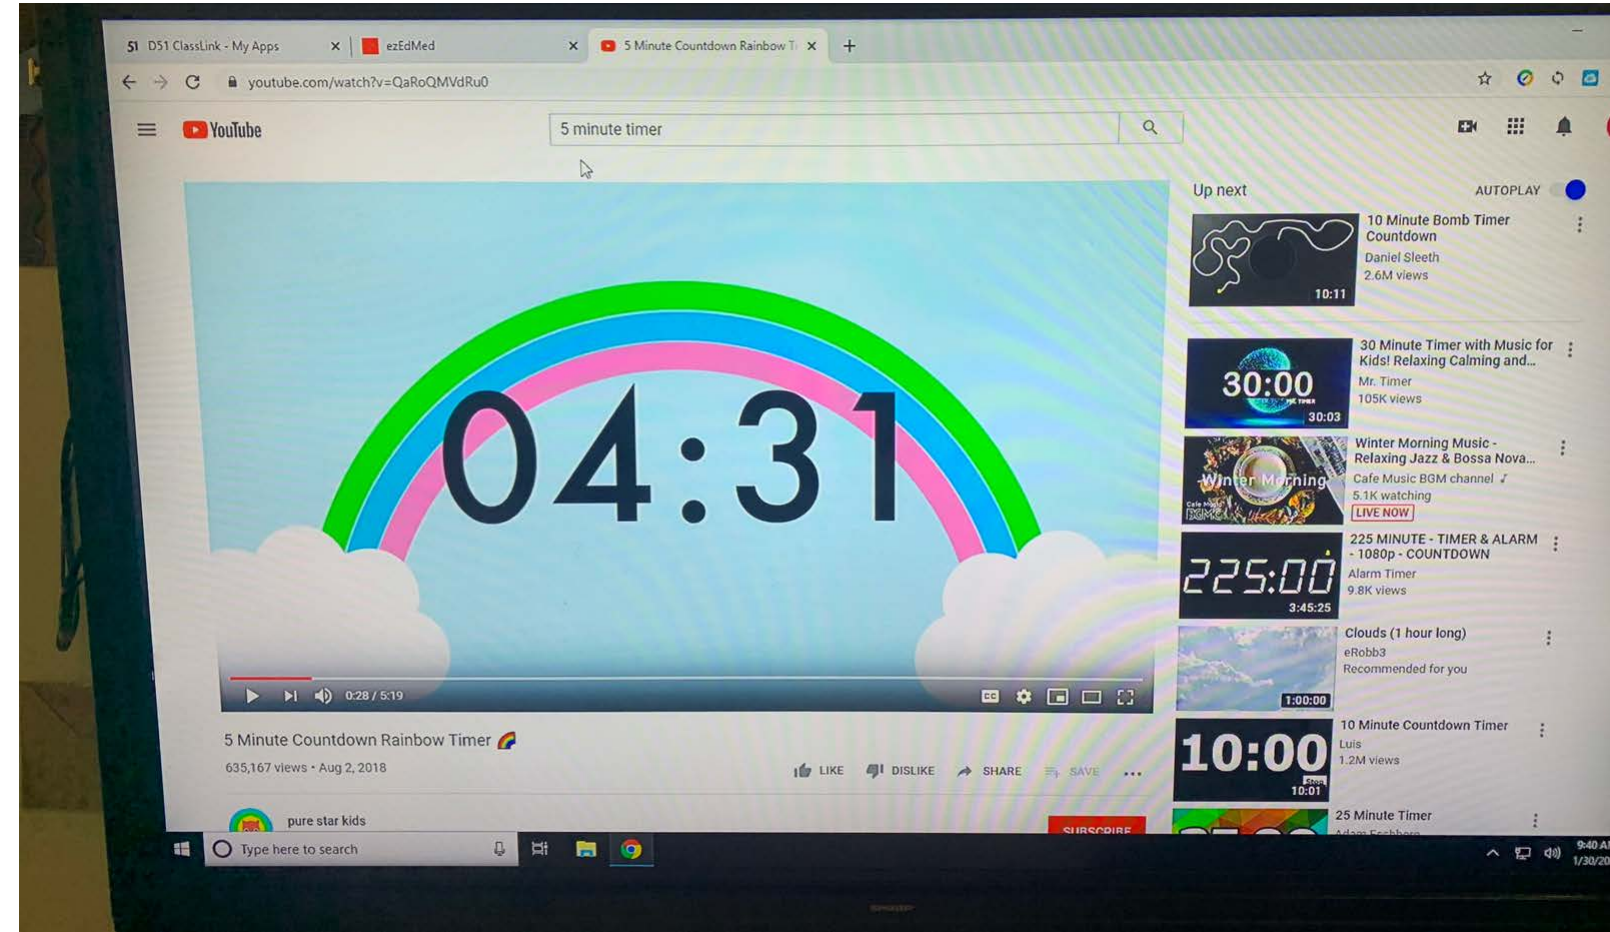 51 D51 ClassLink - My Apps
ezEdMed
5 Minute Countdown Rainbow T
youtube.com/watch?v=QaRoQMVdRu0
YouTube
5 minute timer
04:31
0:28 / 5:19
CC
5 Minute Countdown Rainbow Timer 🌈
635,167 views • Aug 2, 2018
LIKE
DISLIKE
SHARE
SAVE
pure star kids
SUBSCRIBE
Up next
AUTOPLAY
10 Minute Bomb Timer
Countdown
Daniel Sleeth
2.6M views
10:11
30 Minute Timer with Music for
Kids! Relaxing Calming and...
Mr. Timer
105K views
30:00
30:03
Winter Morning Music -
Relaxing Jazz & Bossa Nova...
Cafe Music BGM channel ♪
5.1K watching
LIVE NOW
Winter Morning
225 MINUTE - TIMER & ALARM
- 1080p - COUNTDOWN
Alarm Timer
9.8K views
225:00
3:45:25
Clouds (1 hour long)
eRobb3
Recommended for you
1:00:00
10 Minute Countdown Timer
Luis
1.2M views
10:00
10:01
25 Minute Timer
Type here to search
9:40 A
1/30/20